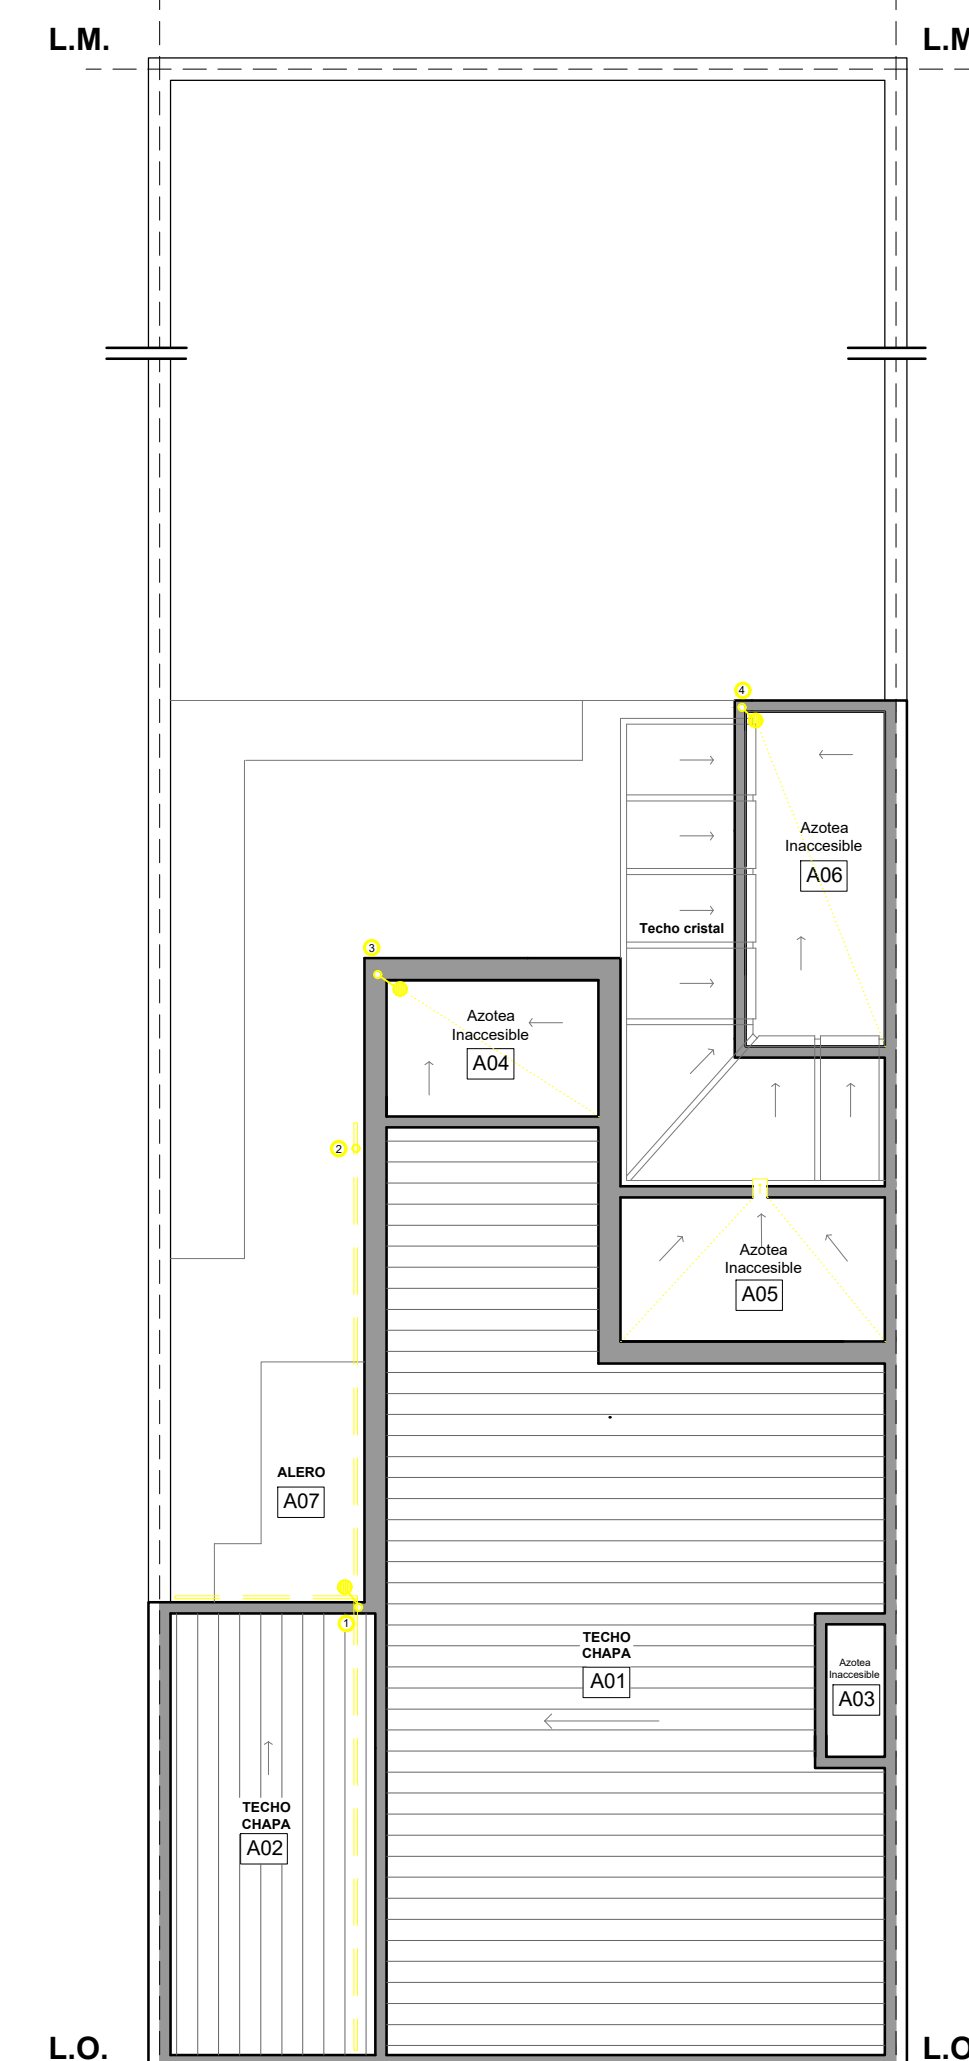 L.M.
L.M
4
Azotea
Inaccesible
A06
Techo cristal
3
Azotea
Inaccesible
A04
2
Azotea
Inaccesible
A05
ALERO
A07
1
TECHO
CHAPA
A01
Azotea
Inaccesible
A03
TECHO
CHAPA
A02
L.O.
L.O